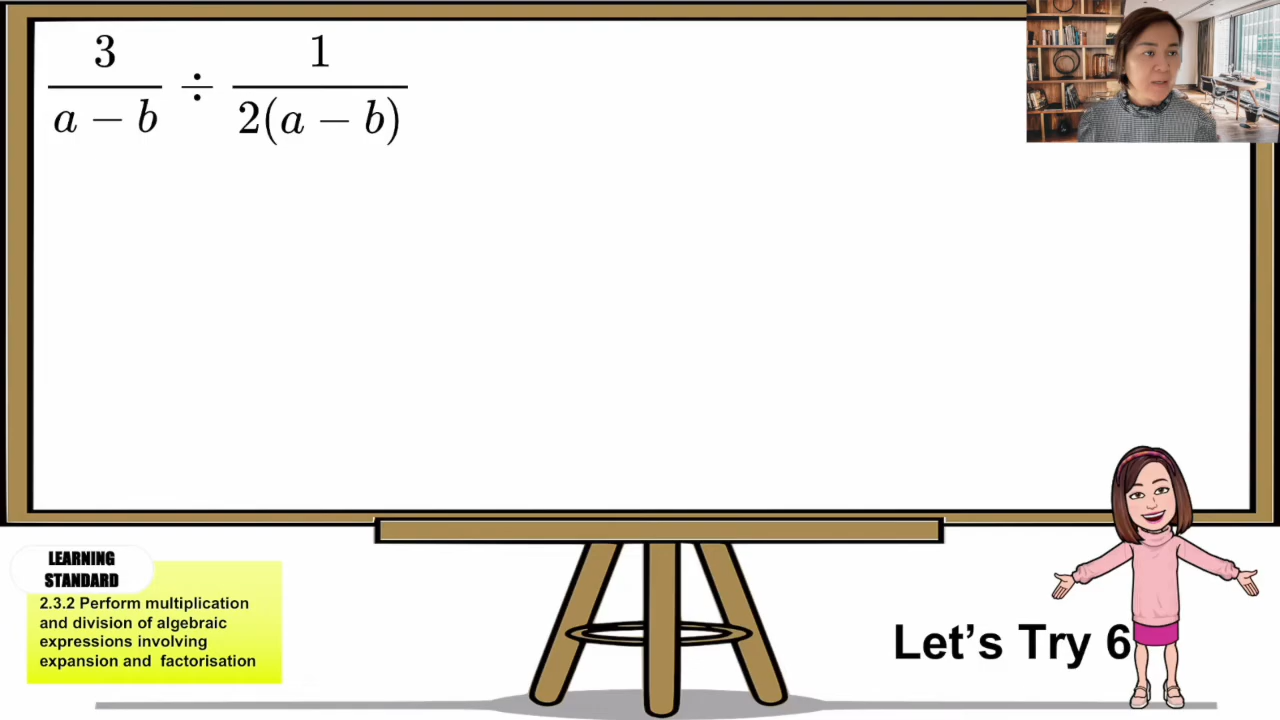 3/(a − b) ÷ 1/(2(a − b))
LEARNING
STANDARD
2.3.2 Perform multiplication
and division of algebraic
expressions involving
expansion and factorisation
Let’s Try 6